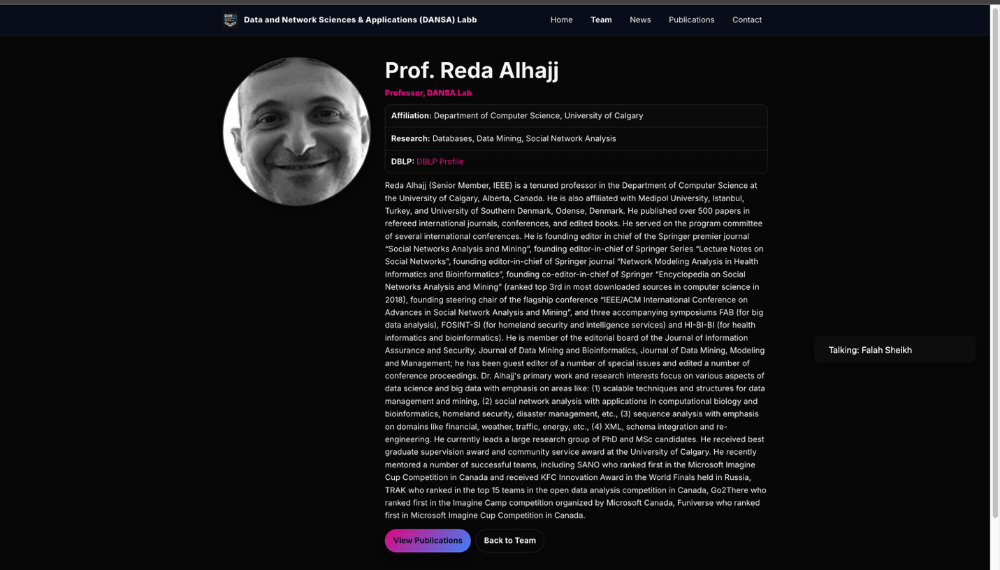 DANSA
Data and Network Sciences & Applications (DANSA) Labb
Home
Team
News
Publications
Contact
Prof. Reda Alhajj
Professor, DANSA Lab
Affiliation: Department of Computer Science, University of Calgary
Research: Databases, Data Mining, Social Network Analysis
DBLP: DBLP Profile
Reda Alhajj (Senior Member, IEEE) is a tenured professor in the Department of Computer Science at
the University of Calgary, Alberta, Canada. He is also affiliated with Medipol University, Istanbul,
Turkey, and University of Southern Denmark, Odense, Denmark. He published over 500 papers in
refereed international journals, conferences, and edited books. He served on the program committee
of several international conferences. He is founding editor in chief of the Springer premier journal
“Social Networks Analysis and Mining”, founding editor-in-chief of Springer Series “Lecture Notes on
Social Networks”, founding editor-in-chief of Springer journal “Network Modeling Analysis in Health
Informatics and Bioinformatics”, founding co-editor-in-chief of Springer “Encyclopedia on Social
Networks Analysis and Mining” (ranked top 3rd in most downloaded sources in computer science in
2018), founding steering chair of the flagship conference “IEEE/ACM International Conference on
Advances in Social Network Analysis and Mining”, and three accompanying symposiums FAB (for big
data analysis), FOSINT-SI (for homeland security and intelligence services) and HI-BI-BI (for health
informatics and bioinformatics). He is member of the editorial board of the Journal of Information
Assurance and Security, Journal of Data Mining and Bioinformatics, Journal of Data Mining, Modeling
and Management; he has been guest editor of a number of special issues and edited a number of
conference proceedings. Dr. Alhajj's primary work and research interests focus on various aspects of
data science and big data with emphasis on areas like: (1) scalable techniques and structures for data
management and mining, (2) social network analysis with applications in computational biology and
bioinformatics, homeland security, disaster management, etc., (3) sequence analysis with emphasis
on domains like financial, weather, traffic, energy, etc., (4) XML, schema integration and re-
engineering. He currently leads a large research group of PhD and MSc candidates. He received best
graduate supervision award and community service award at the University of Calgary. He recently
mentored a number of successful teams, including SANO who ranked first in the Microsoft Imagine
Cup Competition in Canada and received KFC Innovation Award in the World Finals held in Russia,
TRAK who ranked in the top 15 teams in the open data analysis competition in Canada, Go2There who
ranked first in the Imagine Camp competition organized by Microsoft Canada, Funiverse who ranked
first in Microsoft Imagine Cup Competition in Canada.
View Publications
Back to Team
Talking: Falah Sheikh